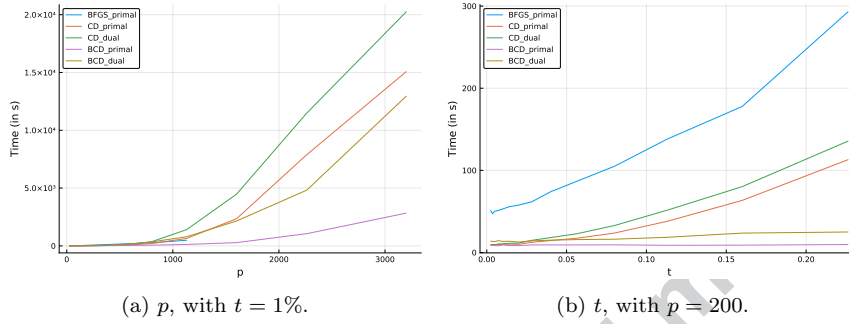 2.0×10⁴
1.5×10⁴
1.0×10⁴
5.0×10³
0
Time (in s)
BFGS_primal
CD_primal
CD_dual
BCD_primal
BCD_dual
0 1000 2000 3000
p
(a) p, with t = 1%.
300
200
100
0
Time (in s)
BFGS_primal
CD_primal
CD_dual
BCD_primal
BCD_dual
0.00 0.05 0.10 0.15 0.20
t
(b) t, with p = 200.